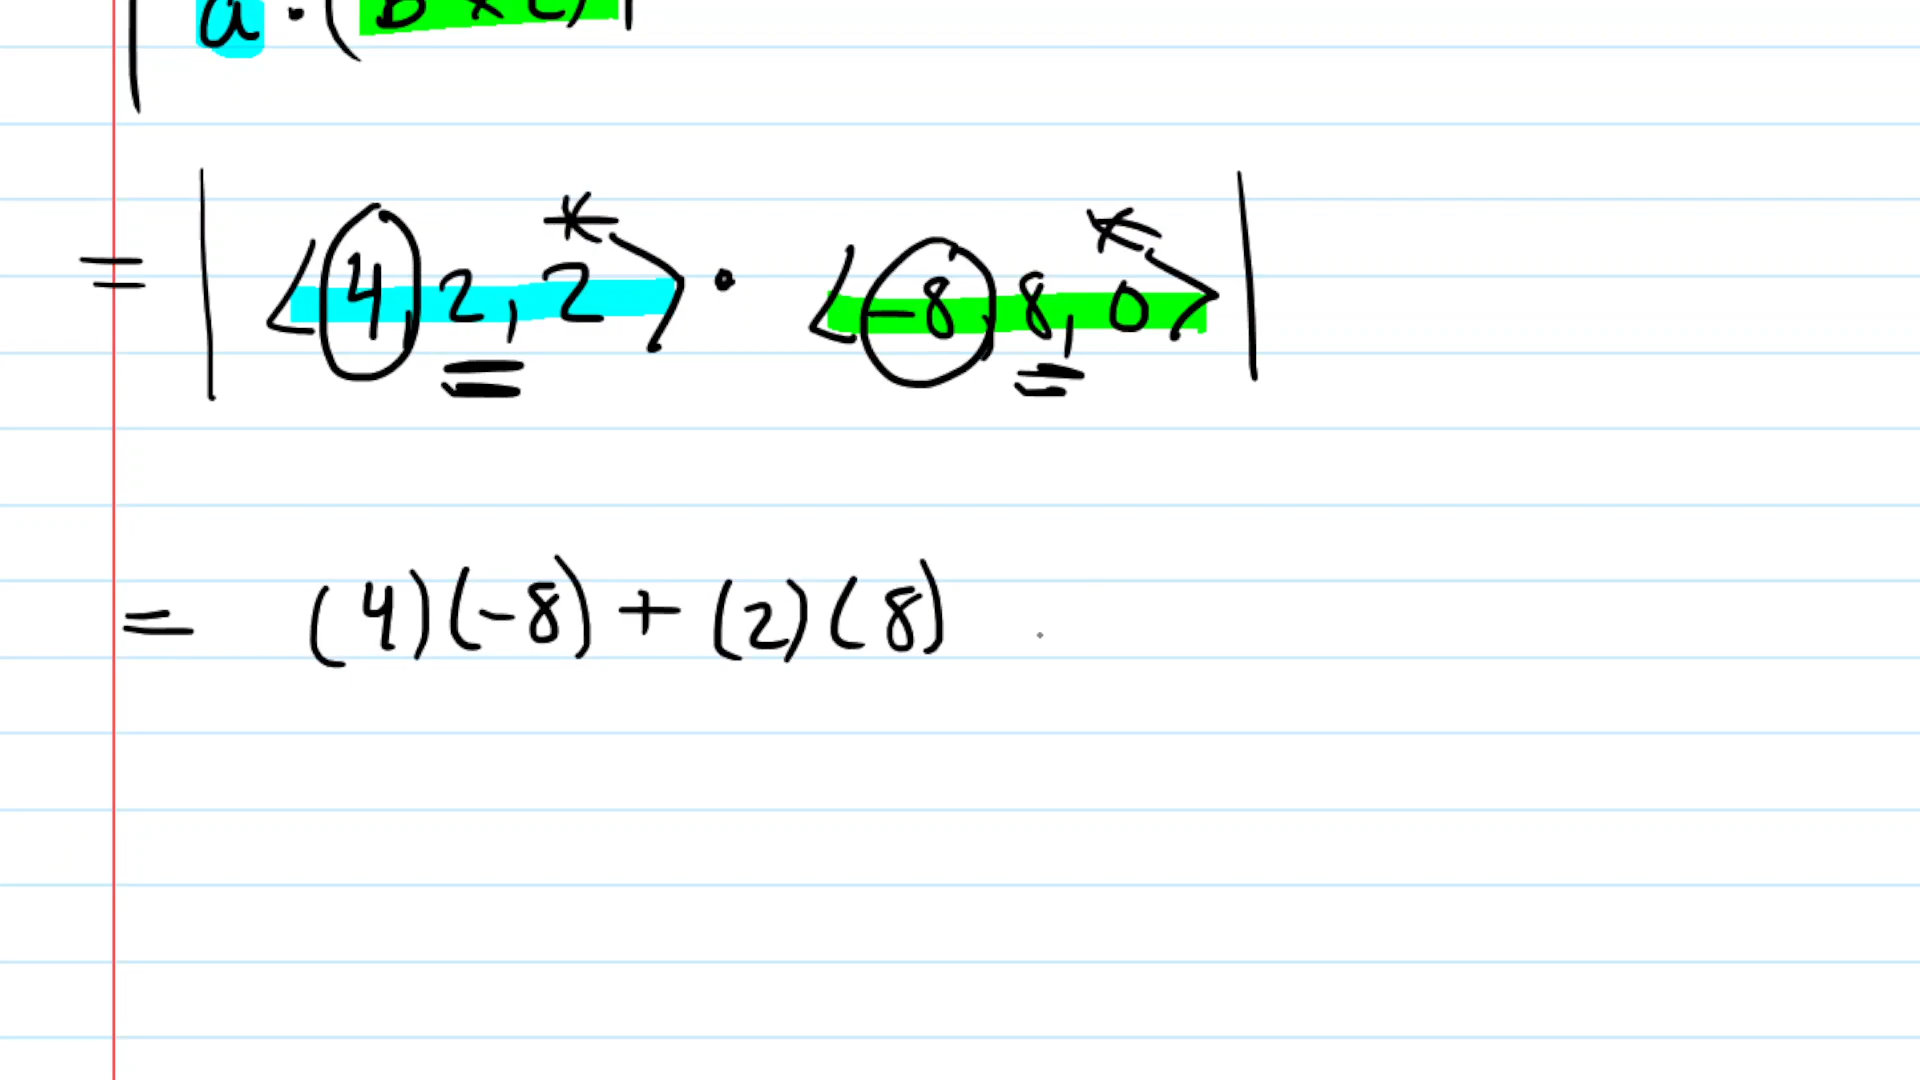 | a · (b × c) |
= | ⟨4, 2, 2⟩ · ⟨-8, 8, 0⟩ |
= (4)(-8) + (2)(8)